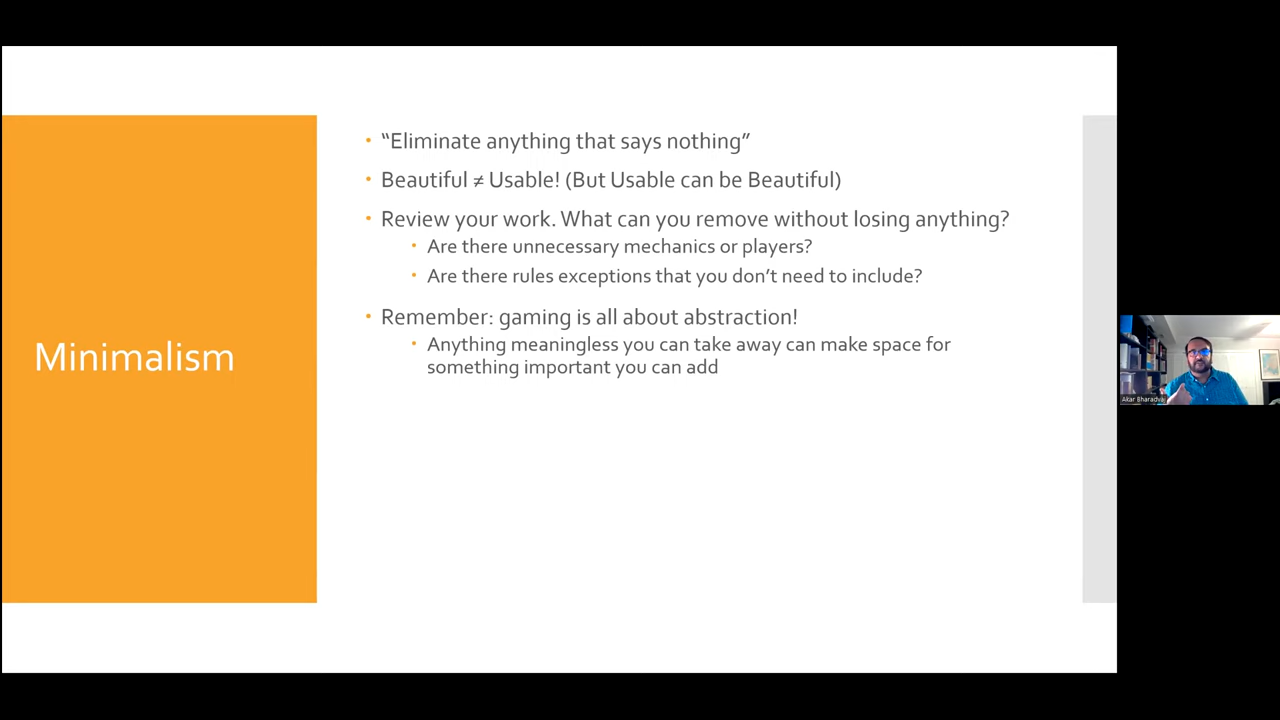 Minimalism
• “Eliminate anything that says nothing”
• Beautiful ≠ Usable! (But Usable can be Beautiful)
• Review your work. What can you remove without losing anything?
• Are there unnecessary mechanics or players?
• Are there rules exceptions that you don’t need to include?
• Remember: gaming is all about abstraction!
• Anything meaningless you can take away can make space for
something important you can add
Akar Bharadvaj